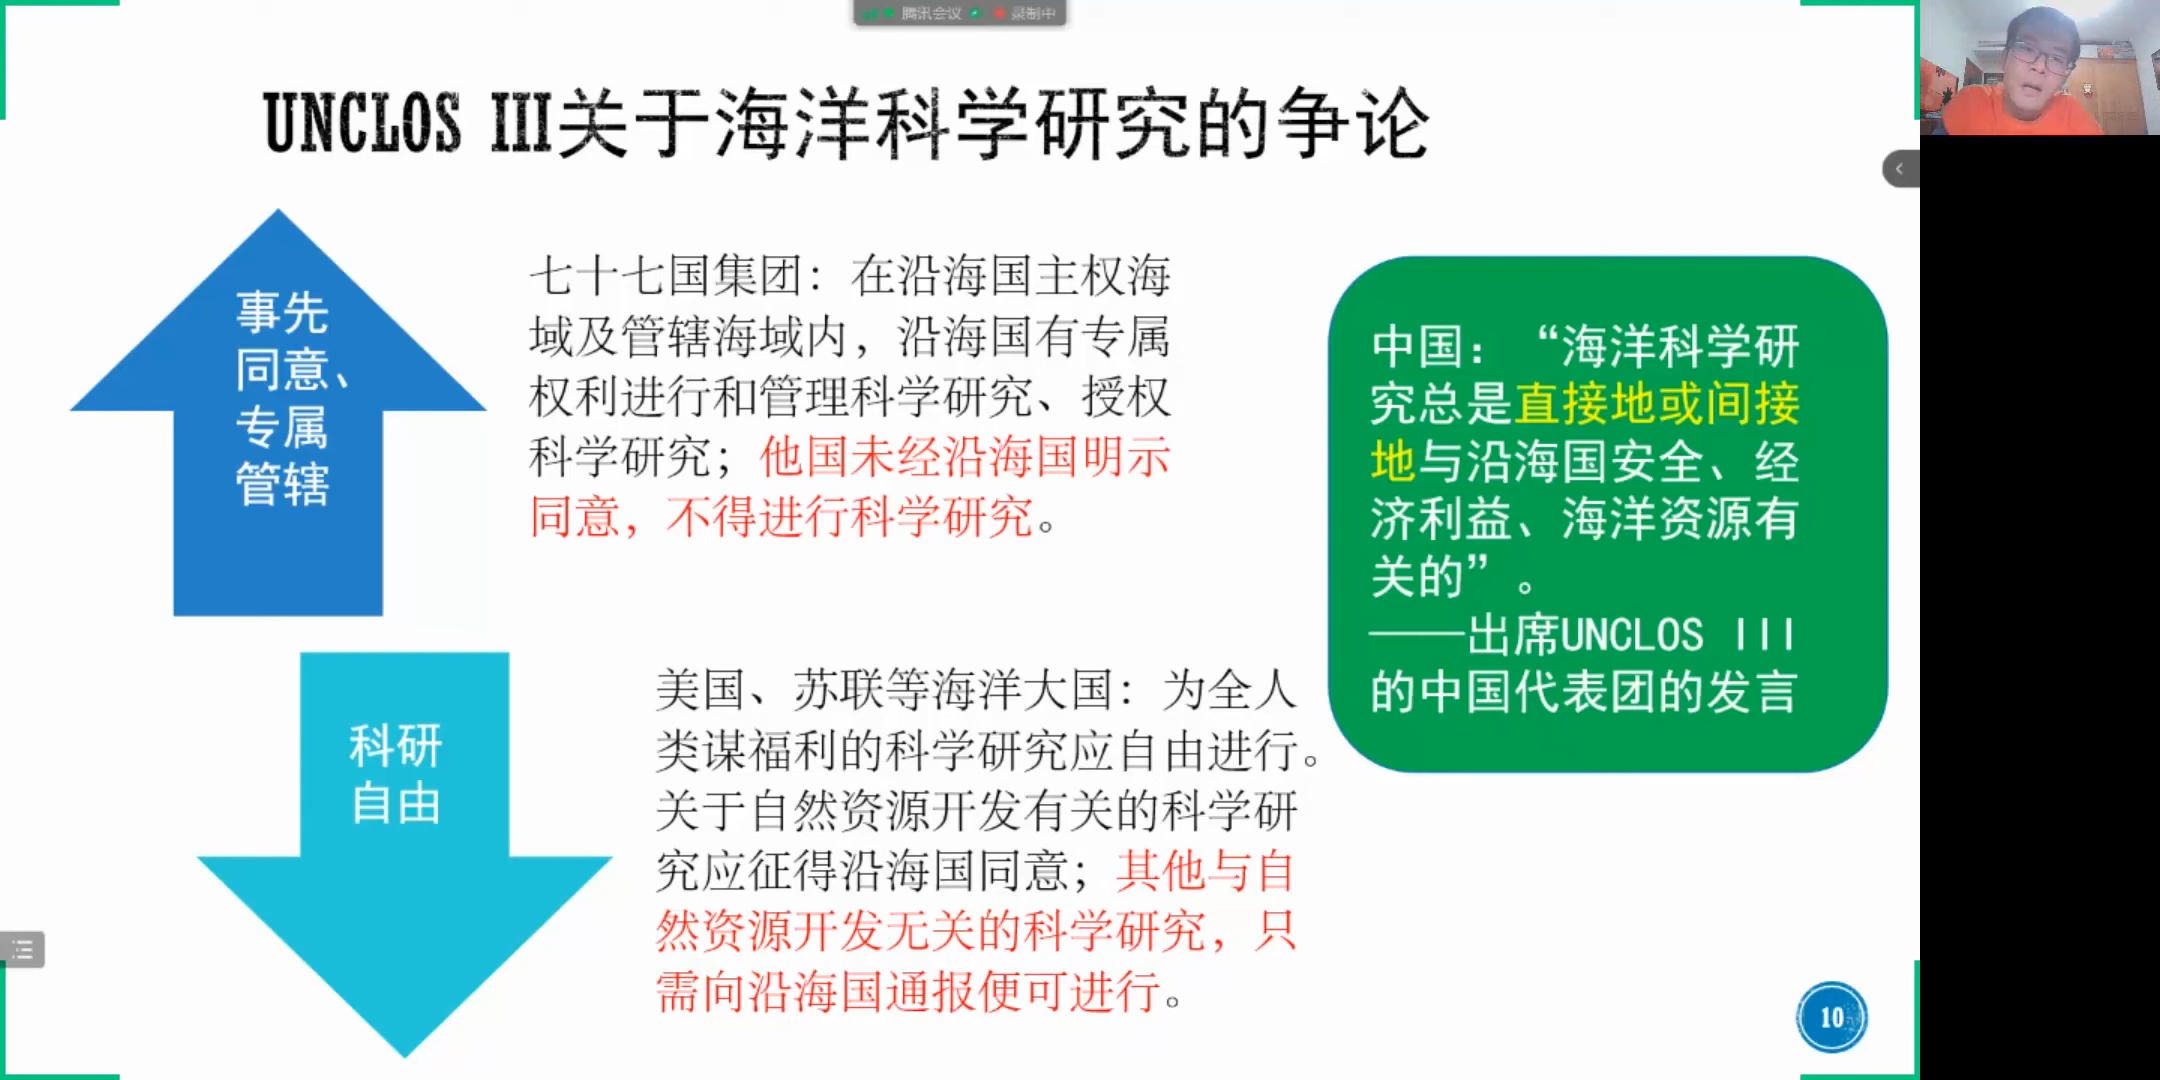 腾讯会议 录制中
UNCLOS III关于海洋科学研究的争论
事先
同意、
专属
管辖
七十七国集团：在沿海国主权海
域及管辖海域内，沿海国有专属
权利进行和管理科学研究、授权
科学研究；他国未经沿海国明示
同意，不得进行科学研究。
中国：“海洋科学研
究总是直接地或间接
地与沿海国安全、经
济利益、海洋资源有
关的”。
——出席UNCLOS III
的中国代表团的发言
科研
自由
美国、苏联等海洋大国：为全人
类谋福利的科学研究应自由进行。
关于自然资源开发有关的科学研
究应征得沿海国同意；其他与自
然资源开发无关的科学研究，只
需向沿海国通报便可进行。
10